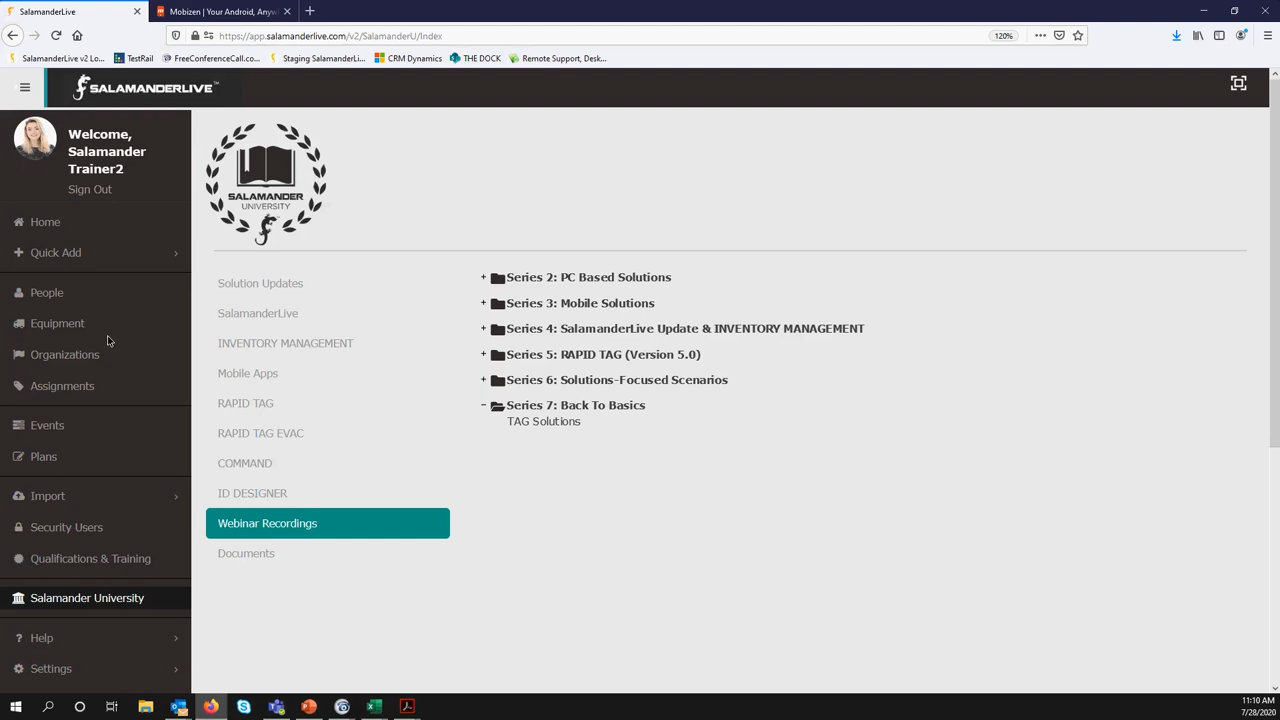 SalamanderLive
Mobizen | Your Android, Anyw
https://app.salamanderlive.com/v2/SalamanderU/Index
120%
SalamanderLive v2 Lo...
TestRail
FreeConferenceCall.co...
Staging SalamanderLi...
CRM Dynamics
THE DOCK
Remote Support, Desk...
SALAMANDERLIVE™
Welcome,
Salamander
Trainer2
Sign Out
Home
Quick Add
People
Equipment
Organizations
Assignments
Events
Plans
Import
Security Users
Qualifications & Training
Salamander University
Help
Settings
SALAMANDER
UNIVERSITY
Solution Updates
SalamanderLive
INVENTORY MANAGEMENT
Mobile Apps
RAPID TAG
RAPID TAG EVAC
COMMAND
ID DESIGNER
Webinar Recordings
Documents
+ Series 2: PC Based Solutions
+ Series 3: Mobile Solutions
+ Series 4: SalamanderLive Update & INVENTORY MANAGEMENT
+ Series 5: RAPID TAG (Version 5.0)
+ Series 6: Solutions-Focused Scenarios
− Series 7: Back To Basics
TAG Solutions
11:10 AM
7/28/2020